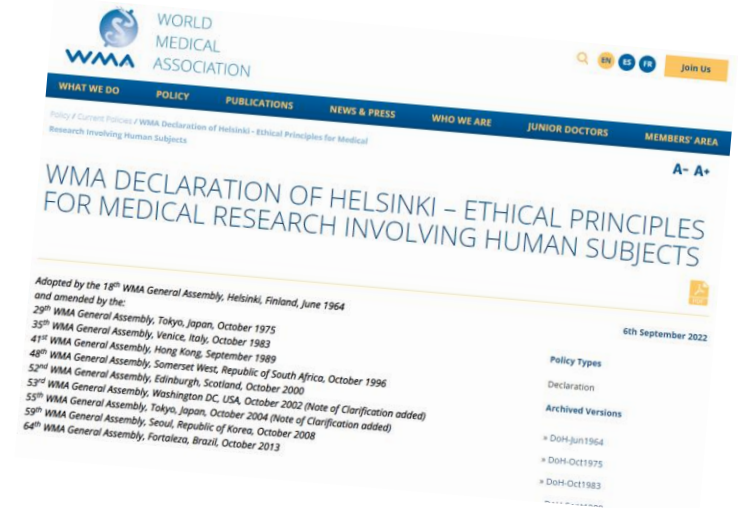 WMA
WORLD
MEDICAL
ASSOCIATION
EN ES FR Join Us
WHAT WE DO POLICY PUBLICATIONS NEWS & PRESS WHO WE ARE JUNIOR DOCTORS MEMBERS' AREA
Policy / Current Policies / WMA Declaration of Helsinki - Ethical Principles for Medical
Research Involving Human Subjects
A- A+
WMA DECLARATION OF HELSINKI – ETHICAL PRINCIPLES
FOR MEDICAL RESEARCH INVOLVING HUMAN SUBJECTS
Adopted by the 18th WMA General Assembly, Helsinki, Finland, June 1964
and amended by the:
29th WMA General Assembly, Tokyo, Japan, October 1975
35th WMA General Assembly, Venice, Italy, October 1983
41st WMA General Assembly, Hong Kong, September 1989
48th WMA General Assembly, Somerset West, Republic of South Africa, October 1996
52nd WMA General Assembly, Edinburgh, Scotland, October 2000
53rd WMA General Assembly, Washington DC, USA, October 2002 (Note of Clarification added)
55th WMA General Assembly, Tokyo, Japan, October 2004 (Note of Clarification added)
59th WMA General Assembly, Seoul, Republic of Korea, October 2008
64th WMA General Assembly, Fortaleza, Brazil, October 2013
6th September 2022
Policy Types
Declaration
Archived Versions
» DoH-Jun1964
» DoH-Oct1975
» DoH-Oct1983